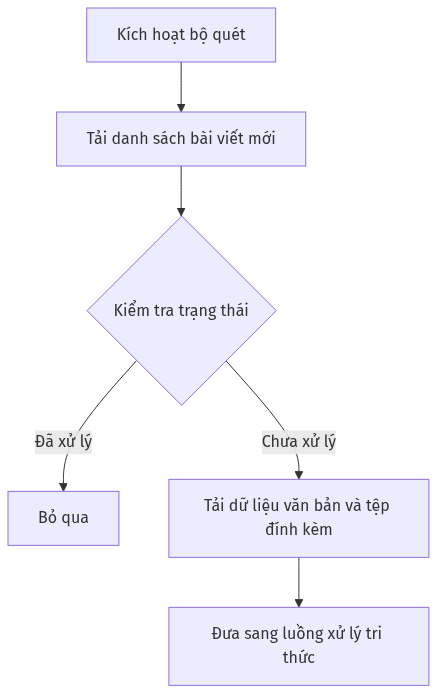 Kích hoạt bộ quét
Tải danh sách bài viết mới
Kiểm tra trạng thái
Đã xử lý
Chưa xử lý
Bỏ qua
Tải dữ liệu văn bản và tệp
đính kèm
Đưa sang luồng xử lý tri
thức